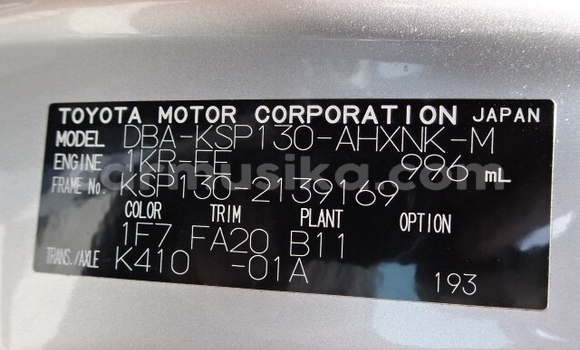 TOYOTA MOTOR CORPORATION JAPAN
MODEL DBA-KSP130-AHXNK-M
ENGINE 1KR-FE 996 mL
FRAME No. KSP130-2139169
COLOR TRIM PLANT OPTION
1F7 FA20 B11
TRANS./AXLE K410 -01A
193